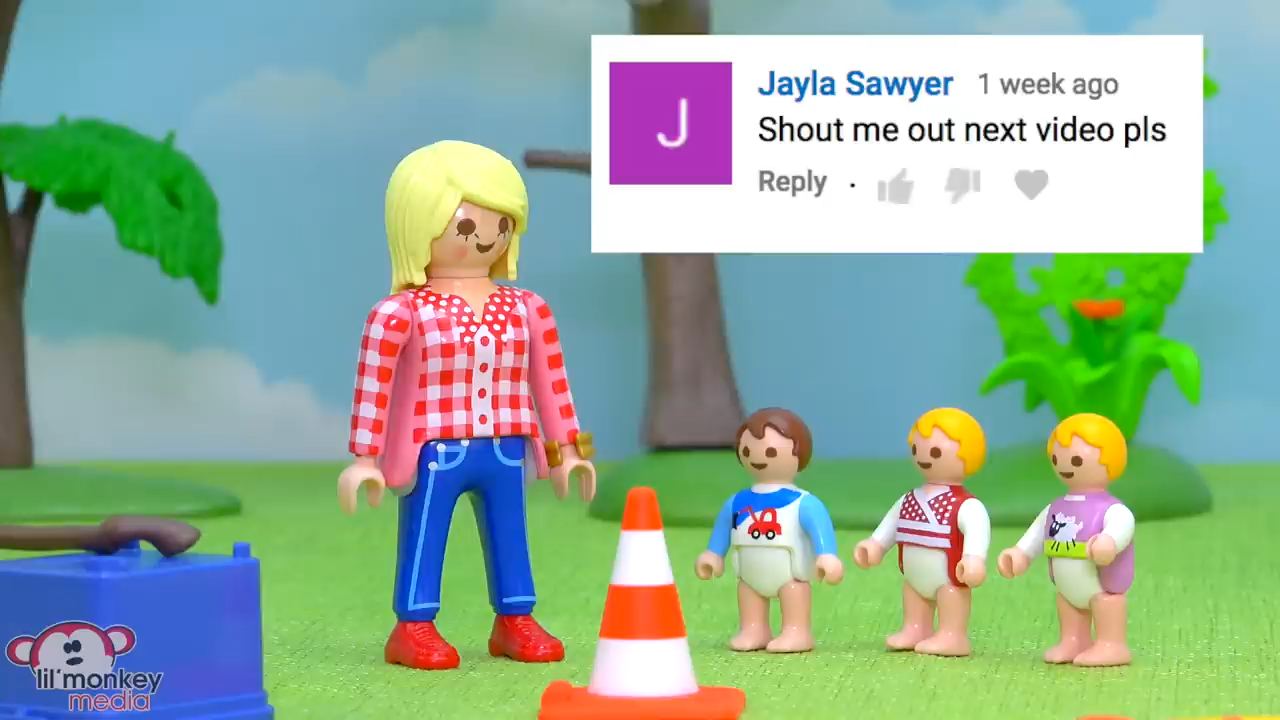 Jayla Sawyer 1 week ago
J
Shout me out next video pls
Reply
lil'monkey
media